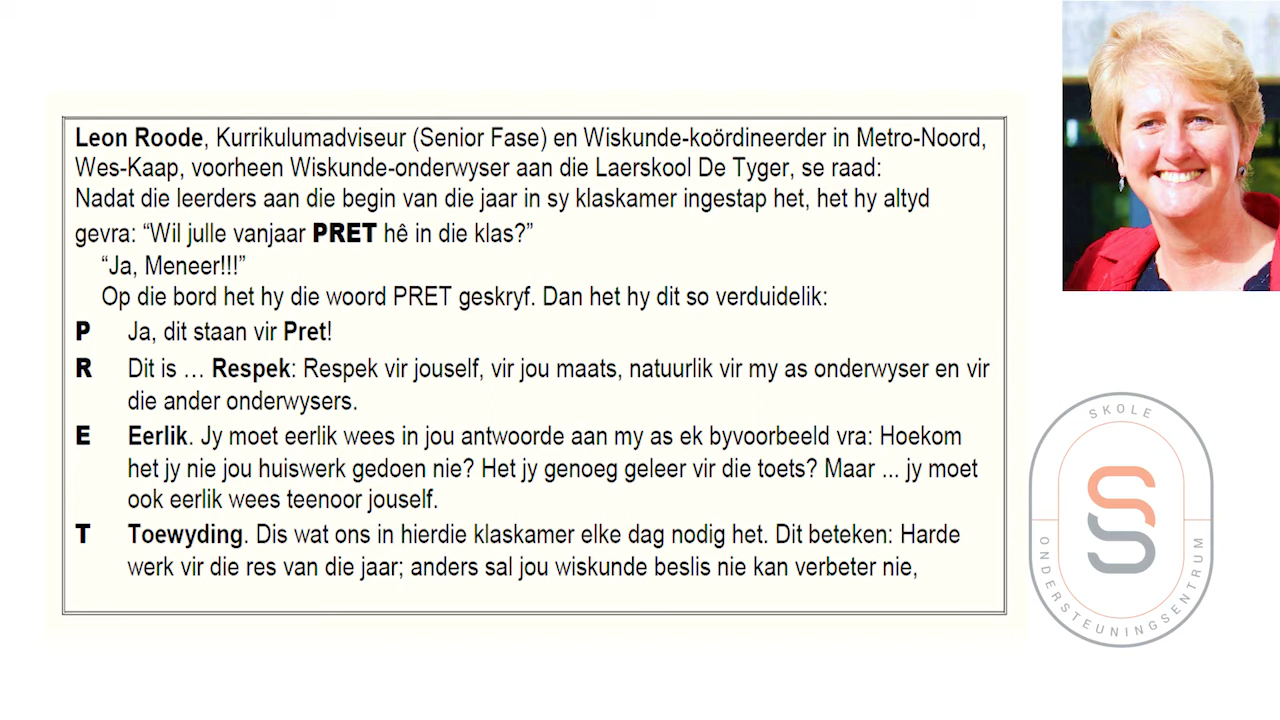 Leon Roode, Kurrikulumadviseur (Senior Fase) en Wiskunde-koördineerder in Metro-Noord,
Wes-Kaap, voorheen Wiskunde-onderwyser aan die Laerskool De Tyger, se raad:
Nadat die leerders aan die begin van die jaar in sy klaskamer ingestap het, het hy altyd
gevra: “Wil julle vanjaar PRET hê in die klas?”
“Ja, Meneer!!!”
Op die bord het hy die woord PRET geskryf. Dan het hy dit so verduidelik:
P Ja, dit staan vir Pret!
R Dit is … Respek: Respek vir jouself, vir jou maats, natuurlik vir my as onderwyser en vir
die ander onderwysers.
E Eerlik. Jy moet eerlik wees in jou antwoorde aan my as ek byvoorbeeld vra: Hoekom
het jy nie jou huiswerk gedoen nie? Het jy genoeg geleer vir die toets? Maar ... jy moet
ook eerlik wees teenoor jouself.
T Toewyding. Dis wat ons in hierdie klaskamer elke dag nodig het. Dit beteken: Harde
werk vir die res van die jaar; anders sal jou wiskunde beslis nie kan verbeter nie,
SKOLE
ONDERSTEUNINGSENTRUM